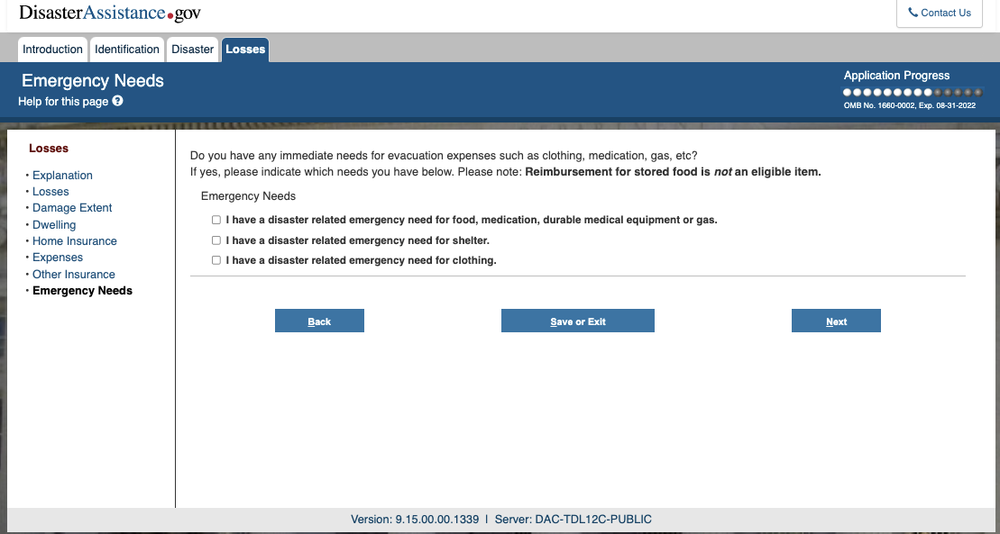 DisasterAssistance.gov
Contact Us
Introduction Identification Disaster Losses
Emergency Needs
Help for this page ?
Application Progress
OMB No. 1660-0002, Exp. 08-31-2022
Losses
• Explanation
• Losses
• Damage Extent
• Dwelling
• Home Insurance
• Expenses
• Other Insurance
• Emergency Needs
Do you have any immediate needs for evacuation expenses such as clothing, medication, gas, etc?
If yes, please indicate which needs you have below. Please note: Reimbursement for stored food is not an eligible item.
Emergency Needs
I have a disaster related emergency need for food, medication, durable medical equipment or gas.
I have a disaster related emergency need for shelter.
I have a disaster related emergency need for clothing.
Back Save or Exit Next
Version: 9.15.00.00.1339 | Server: DAC-TDL12C-PUBLIC